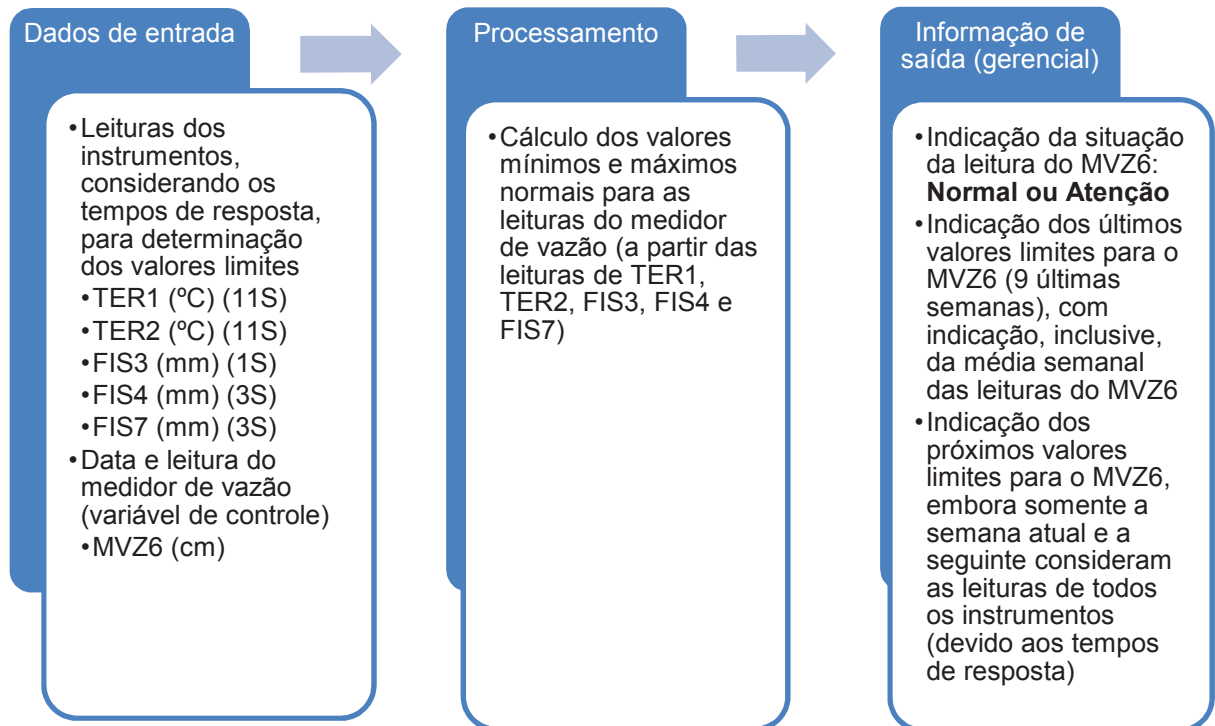 Dados de entrada
•Leituras dos
instrumentos,
considerando os
tempos de resposta,
para determinação
dos valores limites
•TER1 (ºC) (11S)
•TER2 (ºC) (11S)
•FIS3 (mm) (1S)
•FIS4 (mm) (3S)
•FIS7 (mm) (3S)
•Data e leitura do
medidor de vazão
(variável de controle)
•MVZ6 (cm)
Processamento
•Cálculo dos valores
mínimos e máximos
normais para as
leituras do medidor
de vazão (a partir das
leituras de TER1,
TER2, FIS3, FIS4 e
FIS7)
Informação de
saída (gerencial)
•Indicação da situação
da leitura do MVZ6:
Normal ou Atenção
•Indicação dos últimos
valores limites para o
MVZ6 (9 últimas
semanas), com
indicação, inclusive,
da média semanal
das leituras do MVZ6
•Indicação dos
próximos valores
limites para o MVZ6,
embora somente a
semana atual e a
seguinte consideram
as leituras de todos
os instrumentos
(devido aos tempos
de resposta)